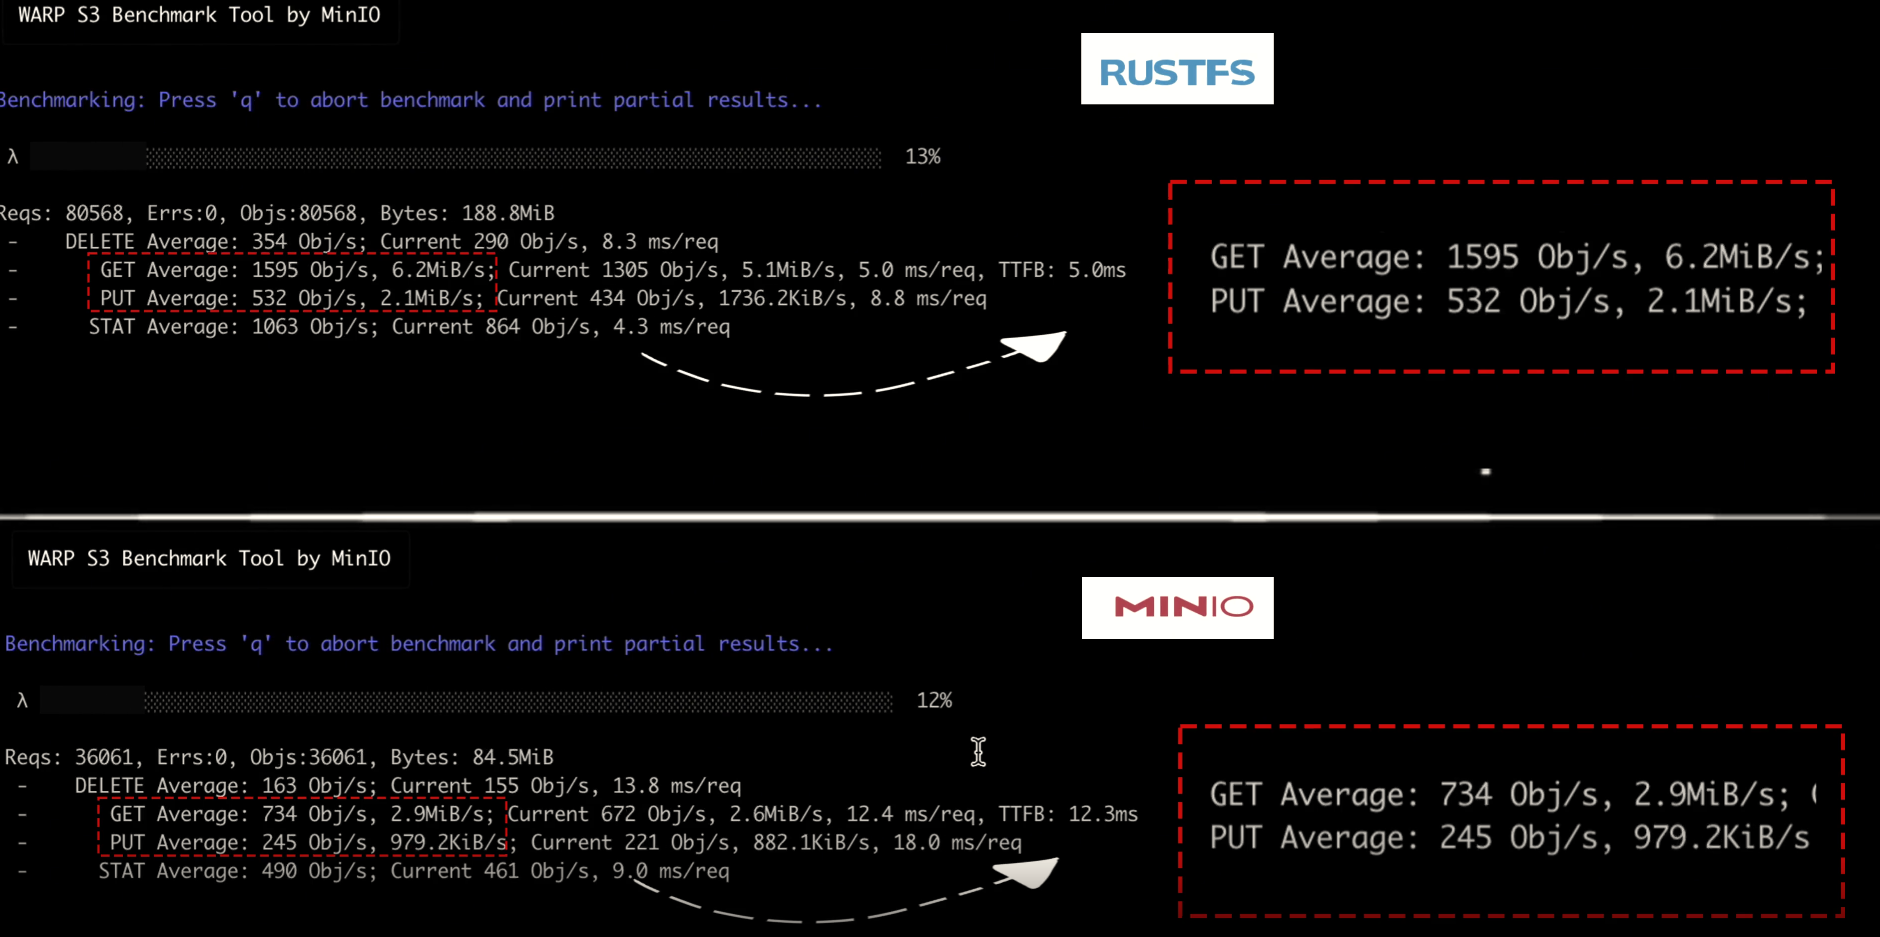 WARP S3 Benchmark Tool by MinIO
RUSTFS
Benchmarking: Press 'q' to abort benchmark and print partial results...
λ 13%
Reqs: 80568, Errs:0, Objs:80568, Bytes: 188.8MiB
- DELETE Average: 354 Obj/s; Current 290 Obj/s, 8.3 ms/req
- GET Average: 1595 Obj/s, 6.2MiB/s; Current 1305 Obj/s, 5.1MiB/s, 5.0 ms/req, TTFB: 5.0ms
- PUT Average: 532 Obj/s, 2.1MiB/s; Current 434 Obj/s, 1736.2KiB/s, 8.8 ms/req
- STAT Average: 1063 Obj/s; Current 864 Obj/s, 4.3 ms/req
GET Average: 1595 Obj/s, 6.2MiB/s;
PUT Average: 532 Obj/s, 2.1MiB/s;
WARP S3 Benchmark Tool by MinIO
MINIO
Benchmarking: Press 'q' to abort benchmark and print partial results...
λ 12%
Reqs: 36061, Errs:0, Objs:36061, Bytes: 84.5MiB
- DELETE Average: 163 Obj/s; Current 155 Obj/s, 13.8 ms/req
- GET Average: 734 Obj/s, 2.9MiB/s; Current 672 Obj/s, 2.6MiB/s, 12.4 ms/req, TTFB: 12.3ms
- PUT Average: 245 Obj/s, 979.2KiB/s; Current 221 Obj/s, 882.1KiB/s, 18.0 ms/req
- STAT Average: 490 Obj/s; Current 461 Obj/s, 9.0 ms/req
GET Average: 734 Obj/s, 2.9MiB/s;
PUT Average: 245 Obj/s, 979.2KiB/s